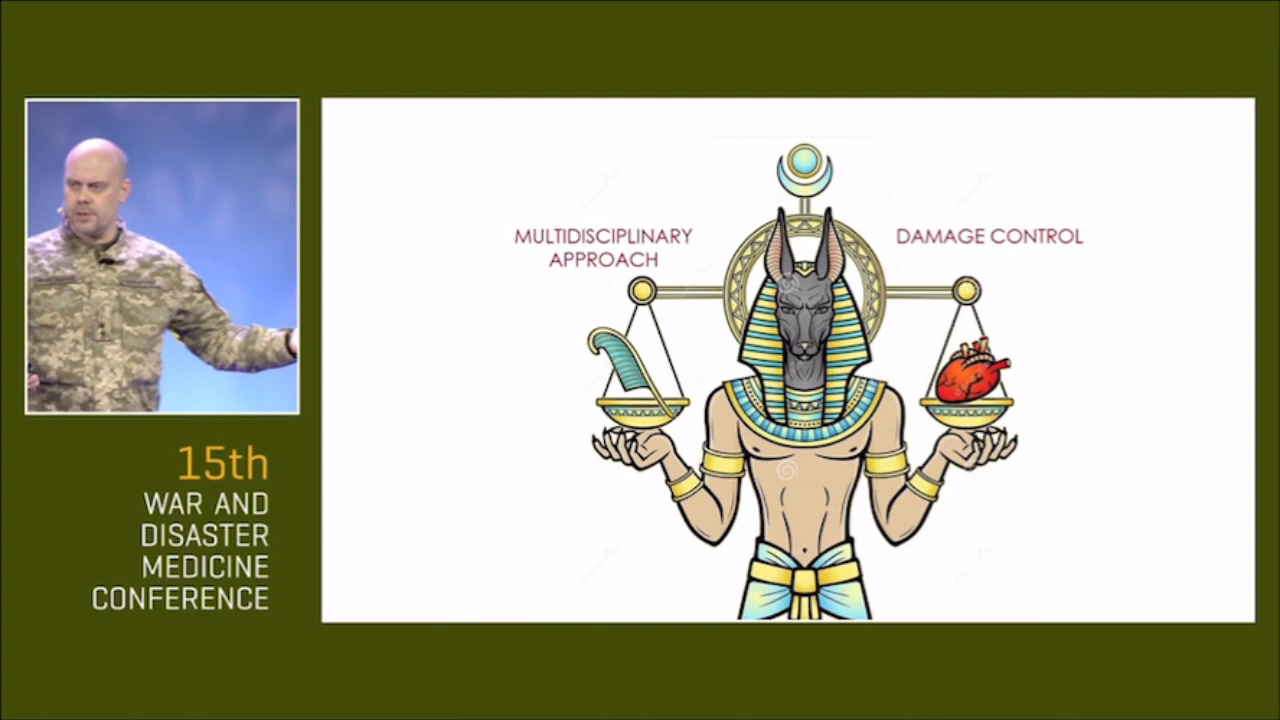 15th
WAR AND
DISASTER
MEDICINE
CONFERENCE
MULTIDISCIPLINARY
APPROACH
DAMAGE CONTROL